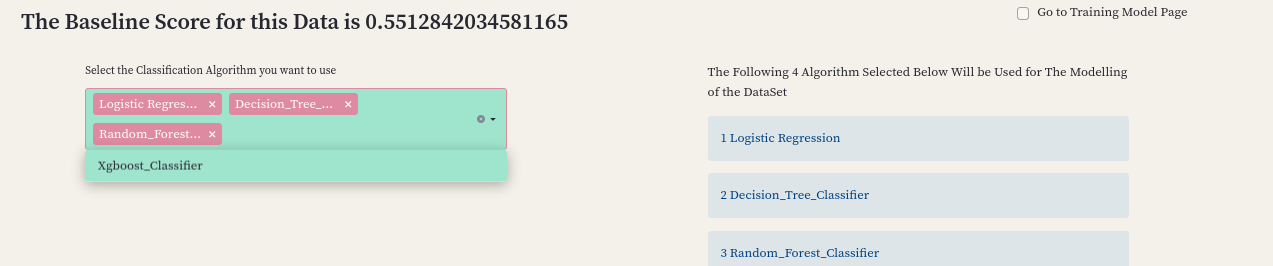 The Baseline Score for this Data is 0.5512842034581165
Go to Training Model Page
Select the Classification Algorithm you want to use
Logistic Regres... ×
Decision_Tree_... ×
Random_Forest... ×
Xgboost_Classifier
The Following 4 Algorithm Selected Below Will be Used for The Modelling
of the DataSet
1 Logistic Regression
2 Decision_Tree_Classifier
3 Random_Forest_Classifier